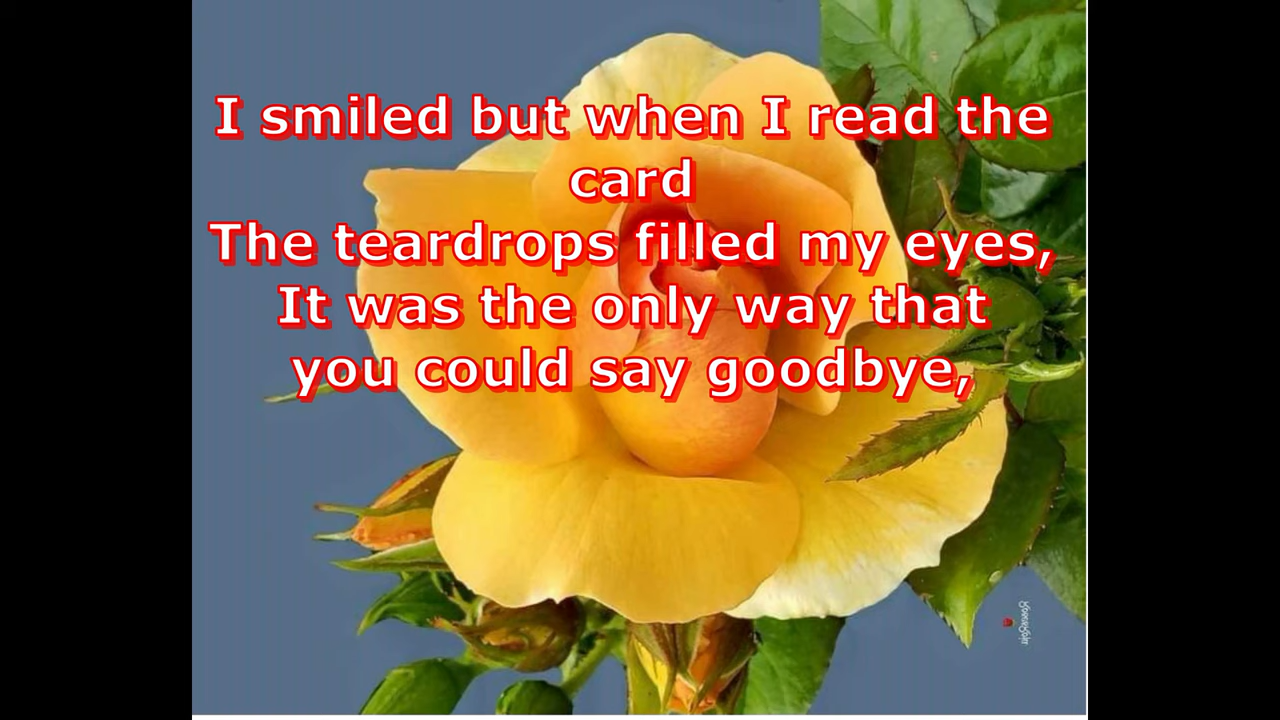 I smiled but when I read the
card
The teardrops filled my eyes,
It was the only way that
you could say goodbye,